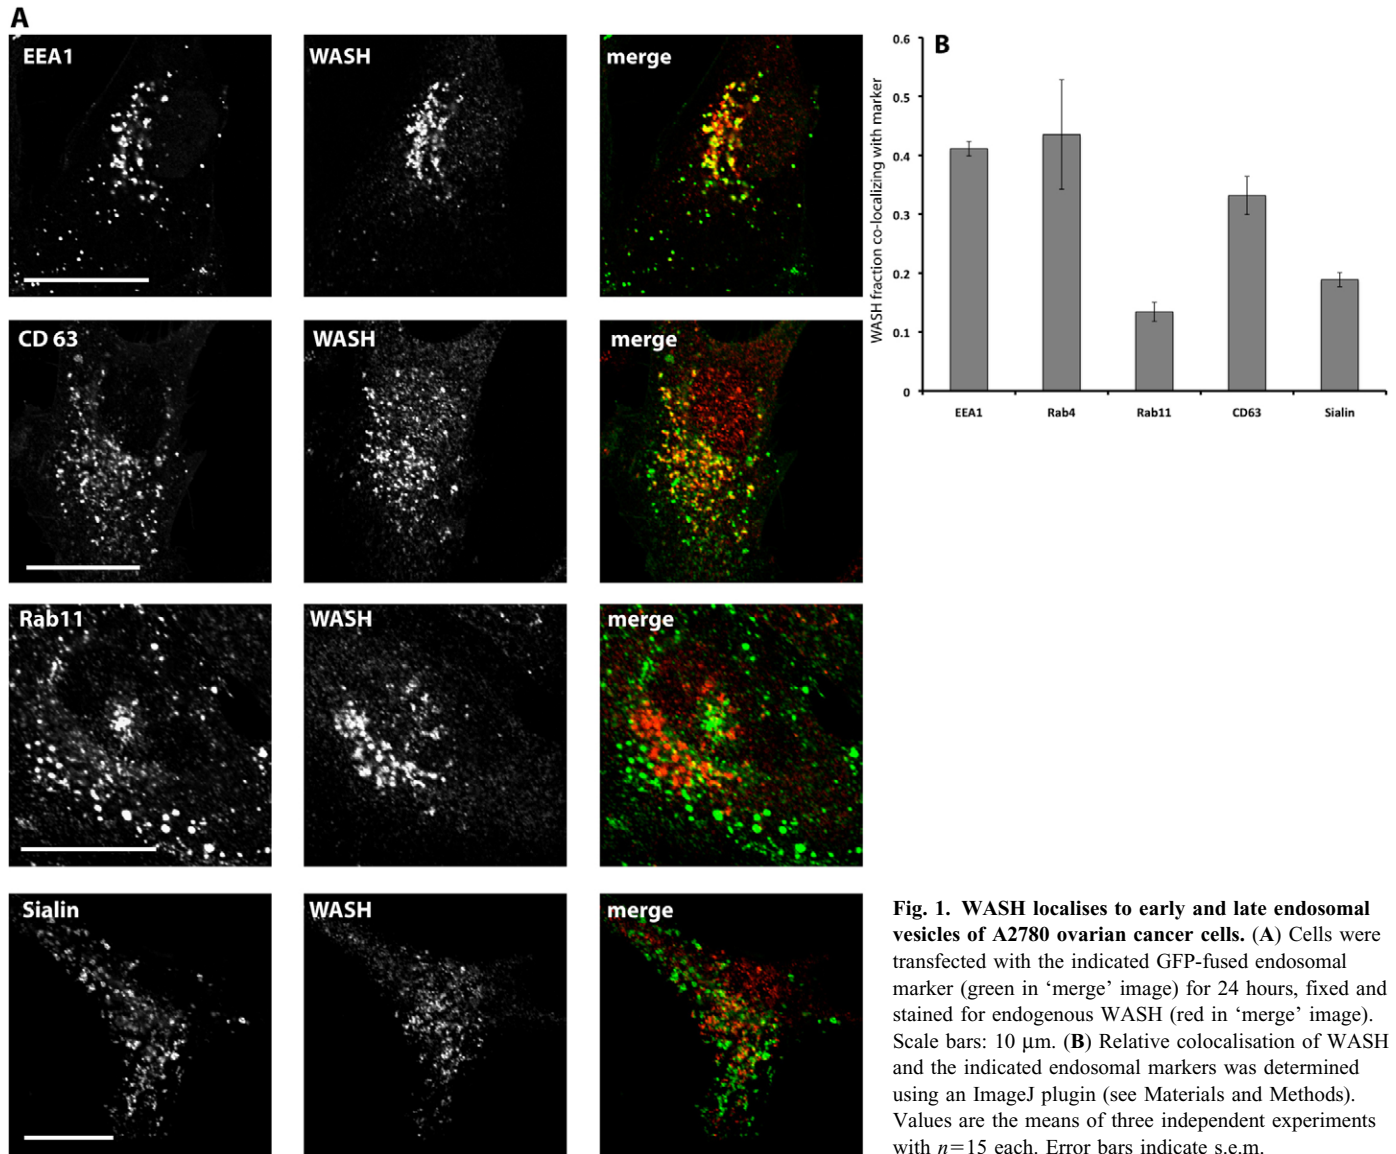 A
EEA1
WASH
merge
CD 63
WASH
merge
Rab11
WASH
merge
Sialin
WASH
merge
B
WASH fraction co-localizing with marker
0.6
0.5
0.4
0.3
0.2
0.1
0
EEA1 Rab4 Rab11 CD63 Sialin
Fig. 1. WASH localises to early and late endosomal
vesicles of A2780 ovarian cancer cells. (A) Cells were
transfected with the indicated GFP-fused endosomal
marker (green in ‘merge’ image) for 24 hours, fixed and
stained for endogenous WASH (red in ‘merge’ image).
Scale bars: 10 μm. (B) Relative colocalisation of WASH
and the indicated endosomal markers was determined
using an ImageJ plugin (see Materials and Methods).
Values are the means of three independent experiments
with n=15 each. Error bars indicate s.e.m.